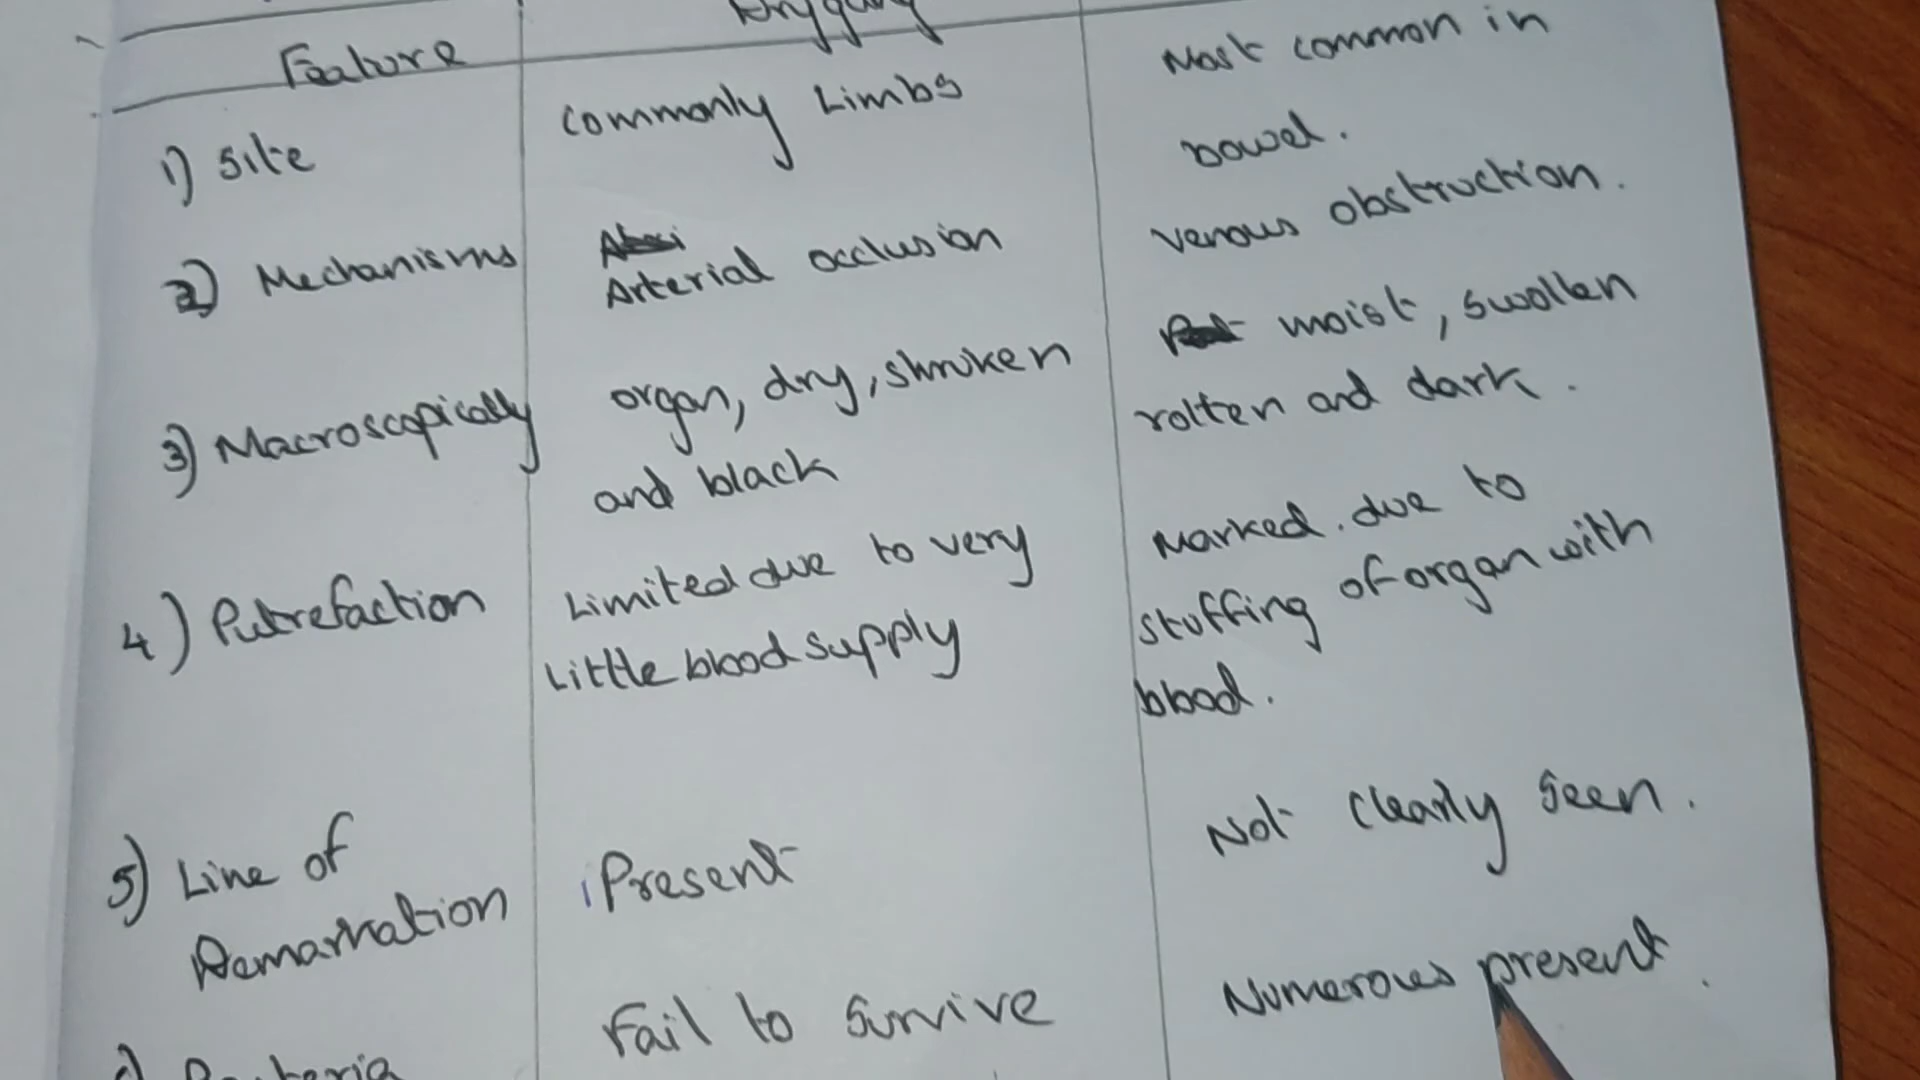 Feature
1) Site
commonly Limbs
Most common in
bowel.
2) Mechanisms
Arterial occlusion
venous obstruction.
3) Macroscopically
organ, dry, shruken
and black
moist, swollen
rotten and dark.
4) Putrefaction
Limited due to very
Little blood supply
Marked. due to
stuffing of organ with
blood.
5) Line of
Demarkation
Present
Not clearly seen.
Fail to survive
Numerous present.